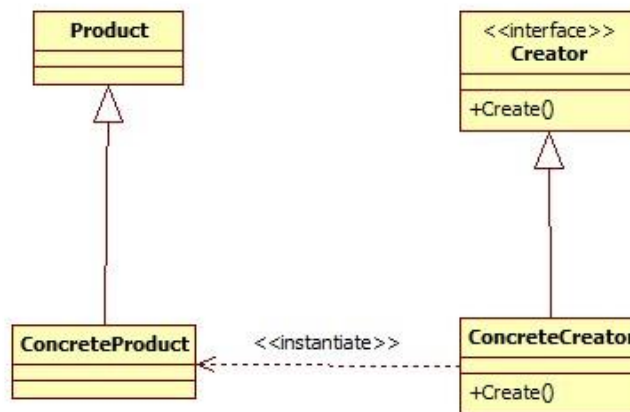 Product
<<interface>>
Creator
+Create()
ConcreteProduct
<<instantiate>>
ConcreteCreator
+Create()